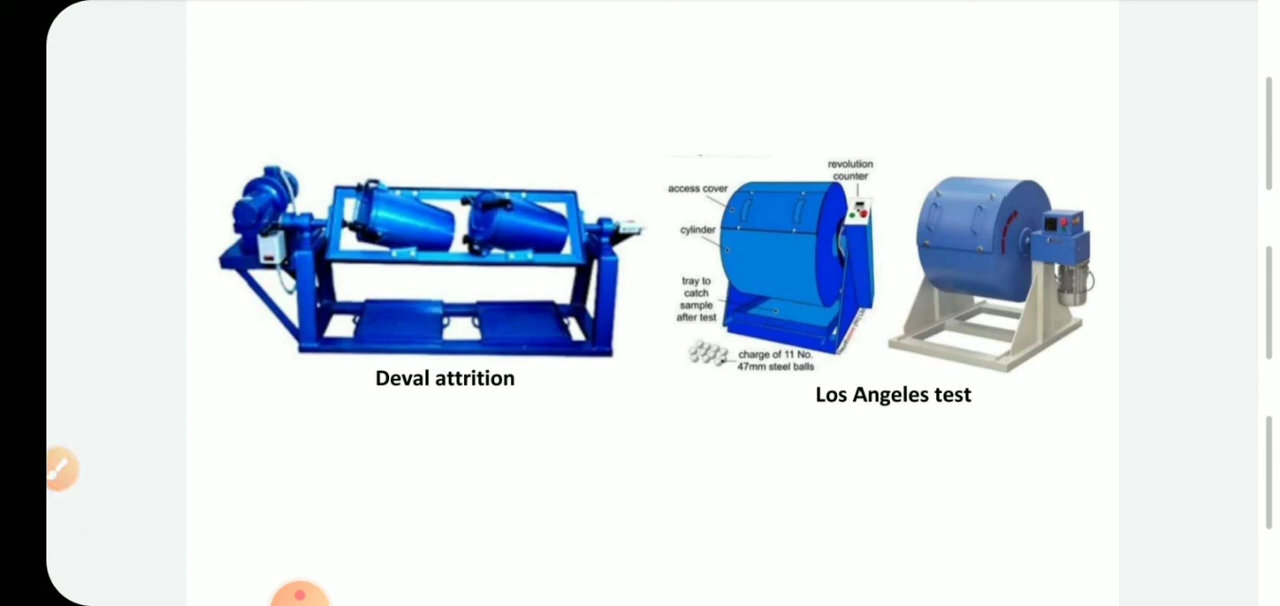 revolution
counter
access cover
cylinder
tray to
catch
sample
after test
charge of 11 No.
47mm steel balls
Deval attrition
Los Angeles test